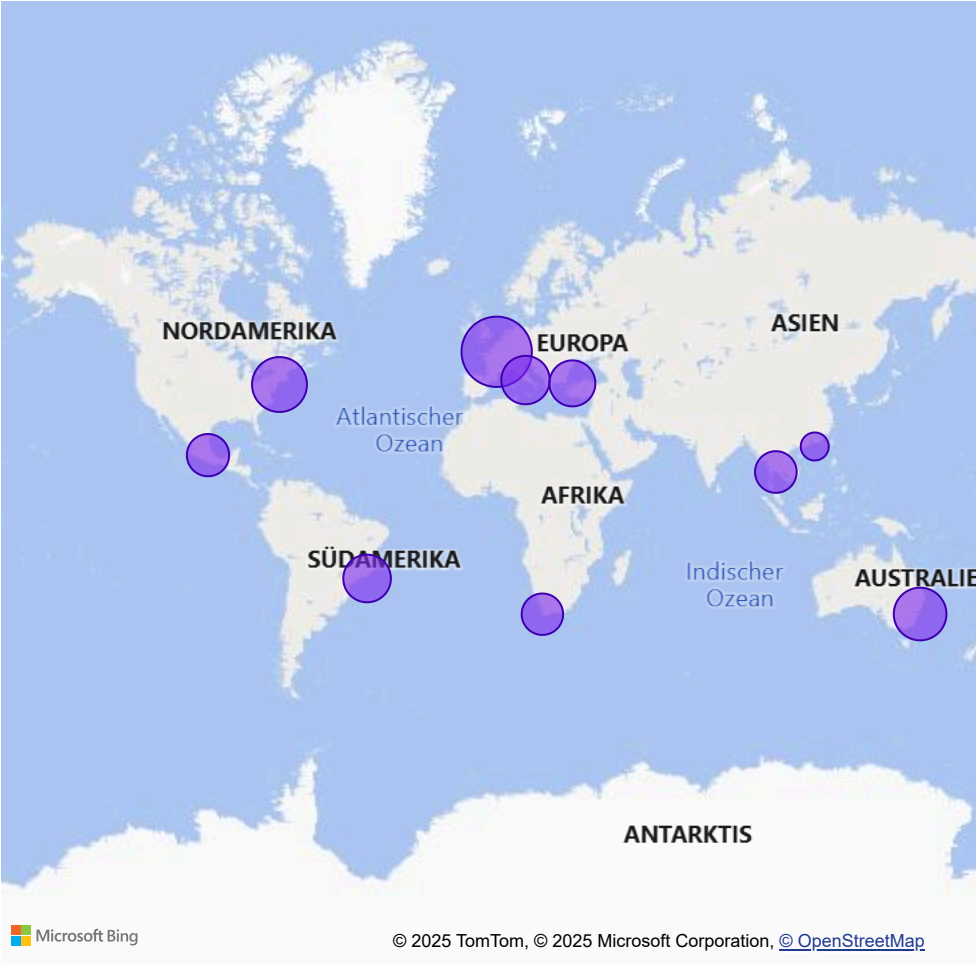 ASIEN
NORDAMERIKA
EUROPA
Atlantischer
Ozean
AFRIKA
SÜDAMERIKA
Indischer
Ozean
AUSTRALIE
ANTARKTIS
Microsoft Bing
© 2025 TomTom, © 2025 Microsoft Corporation, © OpenStreetMap